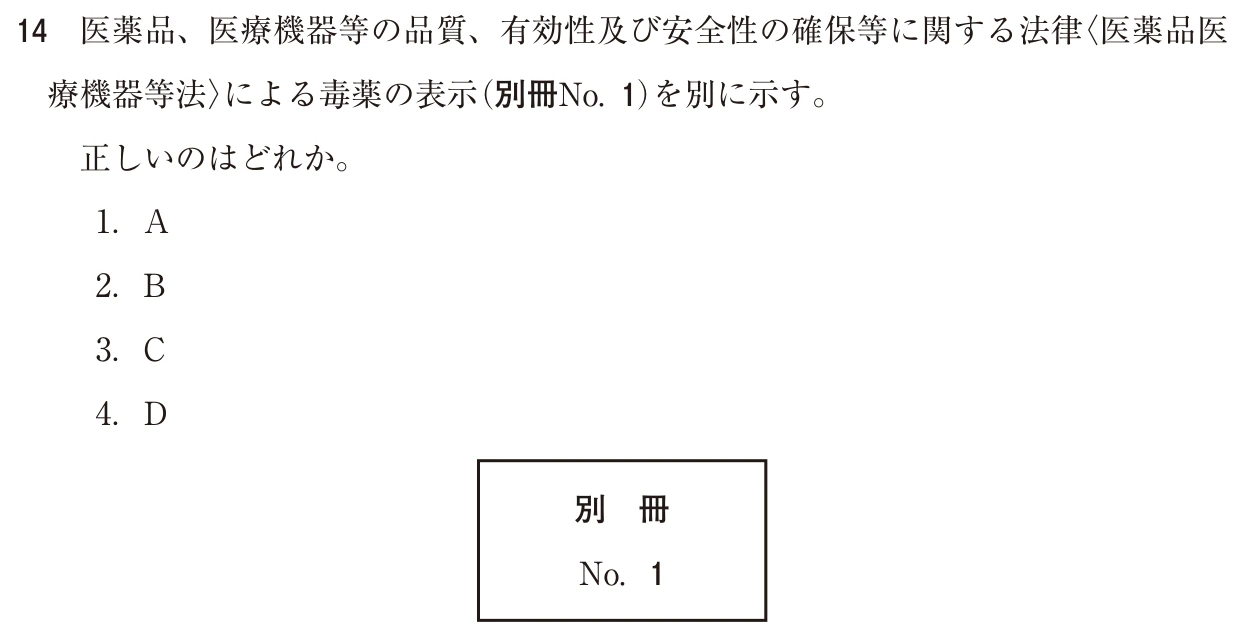 14 医薬品、医療機器等の品質、有効性及び安全性の確保等に関する法律〈医薬品医
療機器等法〉による毒薬の表示(別冊No. 1)を別に示す。
正しいのはどれか。
1. A
2. B
3. C
4. D
別 冊
No. 1